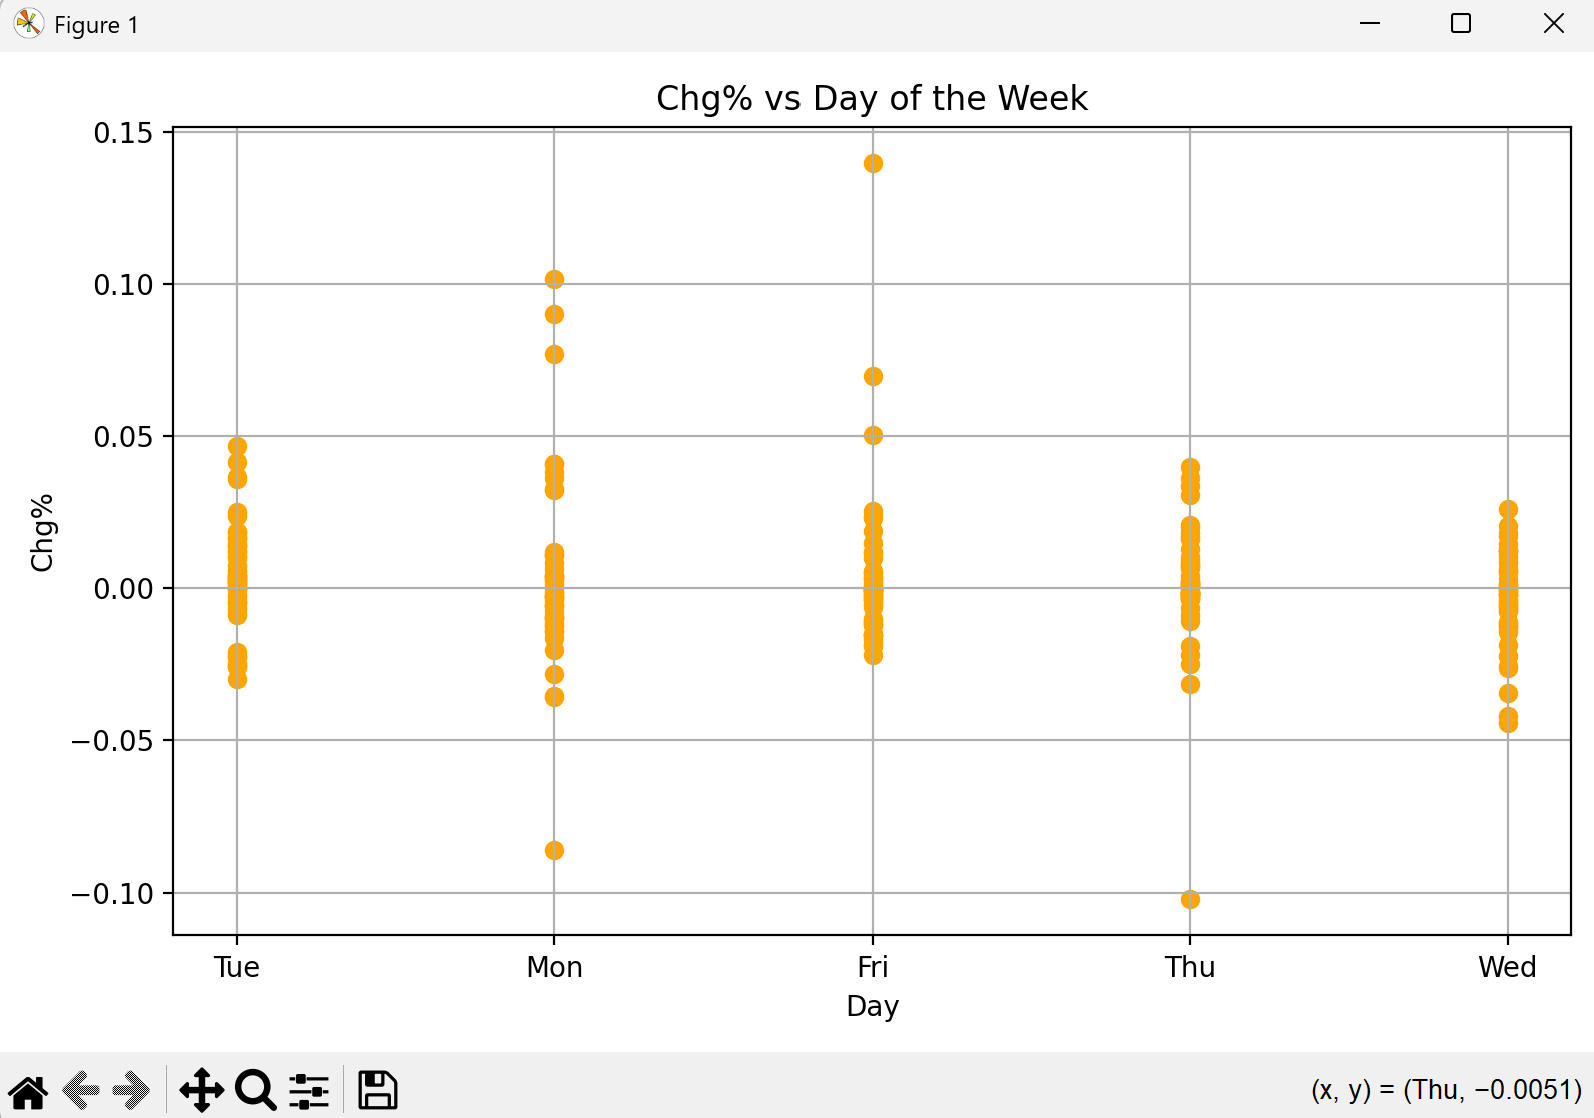 Figure 1
Chg% vs Day of the Week
0.15
0.10
0.05
0.00
−0.05
−0.10
Chg%
Tue Mon Fri Thu Wed
Day
(x, y) = (Thu, −0.0051)